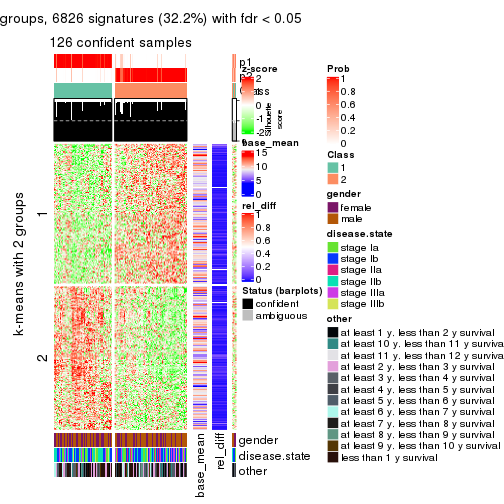 groups, 6826 signatures (32.2%) with fdr < 0.05
126 confident samples
p1
p2
Class
z-score
2
1
0
-1
-2
Silhouette
score
base_mean
15
10
5
0
rel_diff
1
0.8
0.6
0.4
0.2
0
Status (barplots)
confident
ambiguous
k-means with 2 groups
1
2
base_mean
rel_diff
gender
disease.state
other
Prob
1
0.8
0.6
0.4
0.2
0
Class
1
2
gender
female
male
disease.state
stage Ia
stage Ib
stage IIa
stage IIb
stage IIIa
stage IIIb
other
at least 1 y. less than 2 y survival
at least 10 y. less than 11 y survival
at least 11 y. less than 12 y survival
at least 2 y. less than 3 y survival
at least 3 y. less than 4 y survival
at least 4 y. less than 5 y survival
at least 5 y. less than 6 y survival
at least 6 y. less than 7 y survival
at least 7 y. less than 8 y survival
at least 8 y. less than 9 y survival
at least 9 y. less than 10 y survival
less than 1 y survival